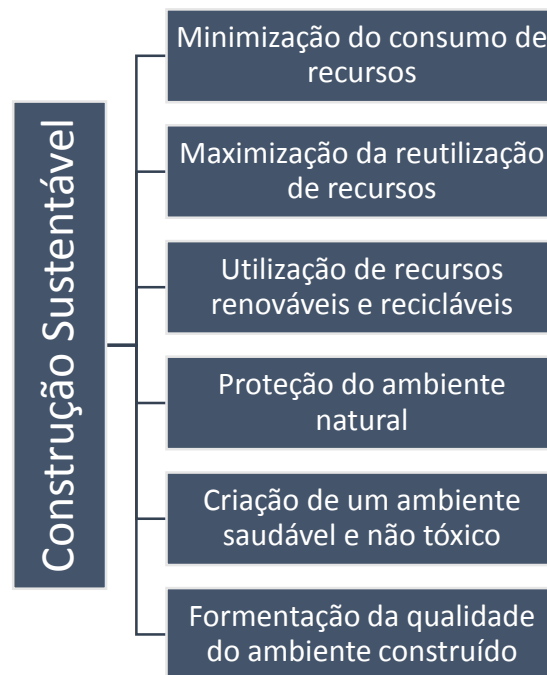 Construção Sustentável
Minimização do consumo de
recursos
Maximização da reutilização
de recursos
Utilização de recursos
renováveis e recicláveis
Proteção do ambiente
natural
Criação de um ambiente
saudável e não tóxico
Formentação da qualidade
do ambiente construído